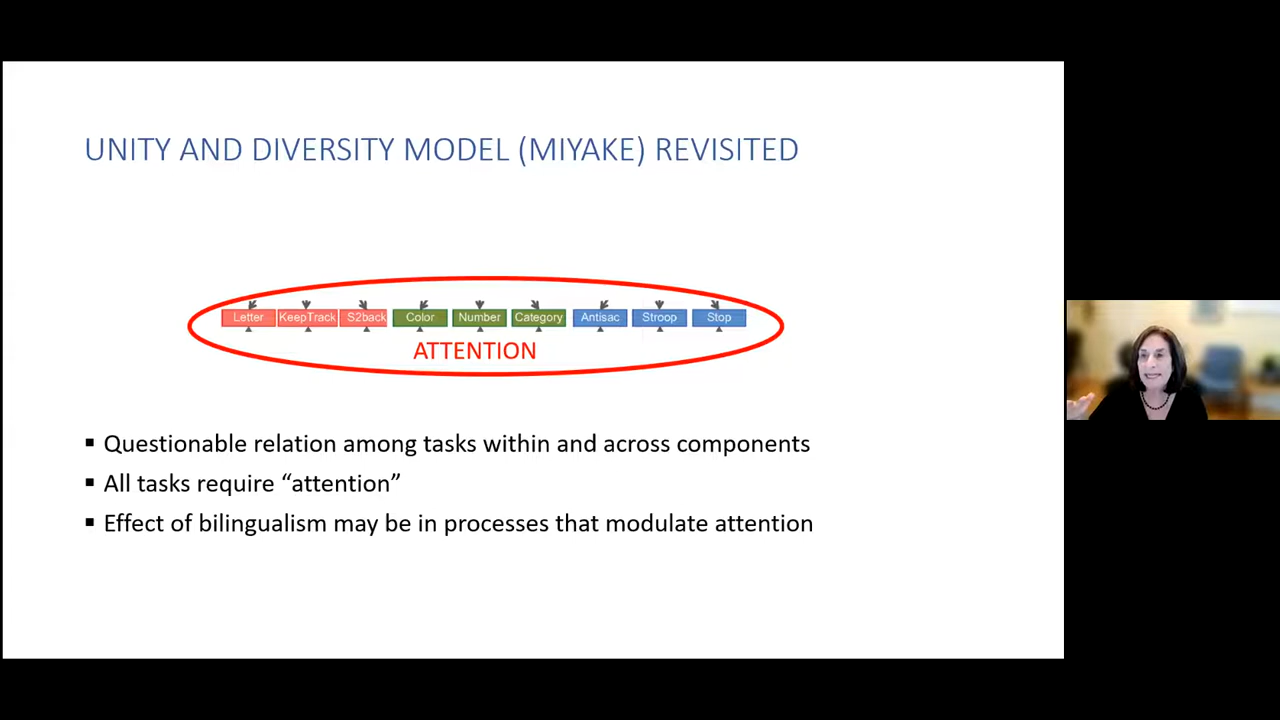 UNITY AND DIVERSITY MODEL (MIYAKE) REVISITED
Letter KeepTrack S2back Color Number Category Antisac Stroop Stop
ATTENTION
▪ Questionable relation among tasks within and across components
▪ All tasks require “attention”
▪ Effect of bilingualism may be in processes that modulate attention